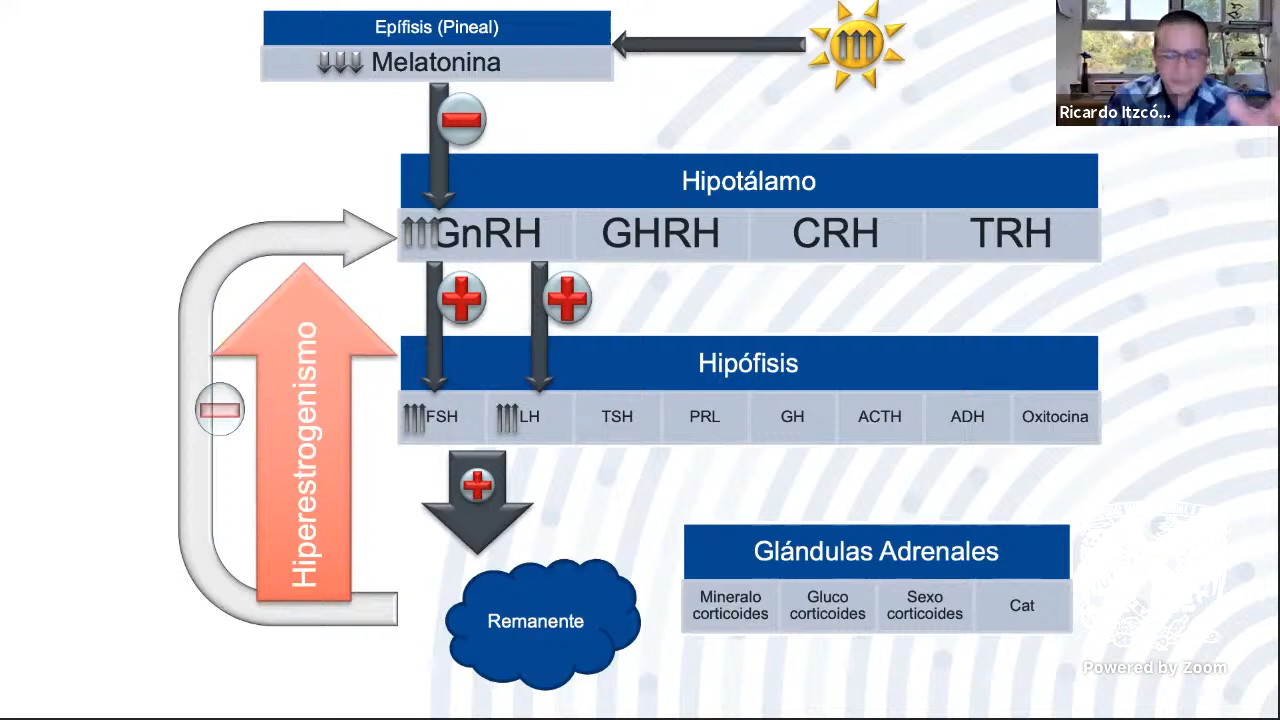 Epífisis (Pineal)
Melatonina
Ricardo Itzcó...
Hipotálamo
GnRH GHRH CRH TRH
Hiperestrogenismo
Hipófisis
FSH LH TSH PRL GH ACTH ADH Oxitocina
Glándulas Adrenales
Mineralo
corticoides
Gluco
corticoides
Sexo
corticoides
Cat
Remanente
Powered by Zoom